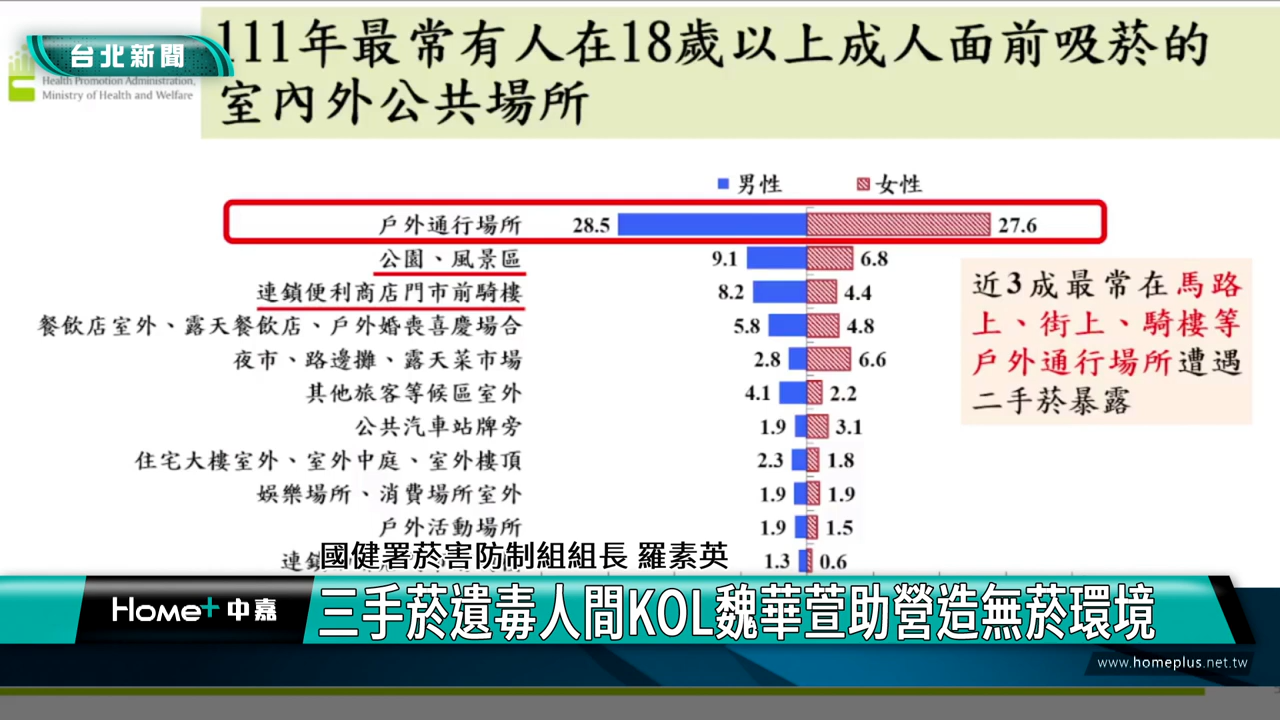 台北新聞
Health Promotion Administration,
Ministry of Health and Welfare
111年最常有人在18歲以上成人面前吸菸的
室內外公共場所
男性 女性
戶外通行場所 28.5 27.6
公園、風景區 9.1 6.8
連鎖便利商店門市前騎樓 8.2 4.4
餐飲店室外、露天餐飲店、戶外婚喪喜慶場合 5.8 4.8
夜市、路邊攤、露天菜市場 2.8 6.6
其他旅客等候區室外 4.1 2.2
公共汽車站牌旁 1.9 3.1
住宅大樓室外、室外中庭、室外樓頂 2.3 1.8
娛樂場所、消費場所室外 1.9 1.9
戶外活動場所 1.9 1.5
連鎖 1.3 0.6
近3成最常在馬路
上、街上、騎樓等
戶外通行場所遭遇
二手菸暴露
國健署菸害防制組組長 羅素英
Home+中嘉
三手菸遺毒人間KOL魏華萱助營造無菸環境
www.homeplus.net.tw